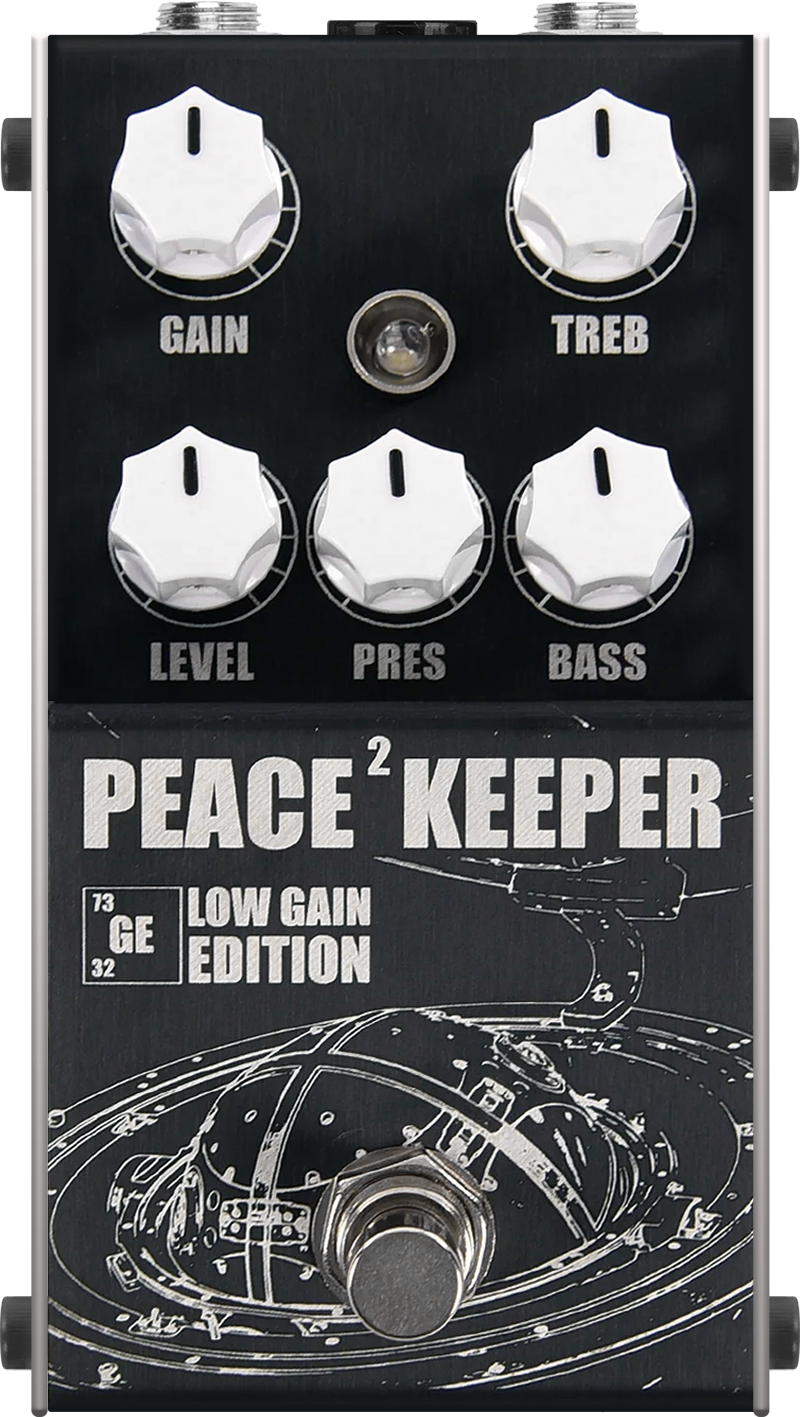 GAIN TREB
LEVEL PRES BASS
PEACE ² KEEPER
73
GE
32
LOW GAIN
EDITION